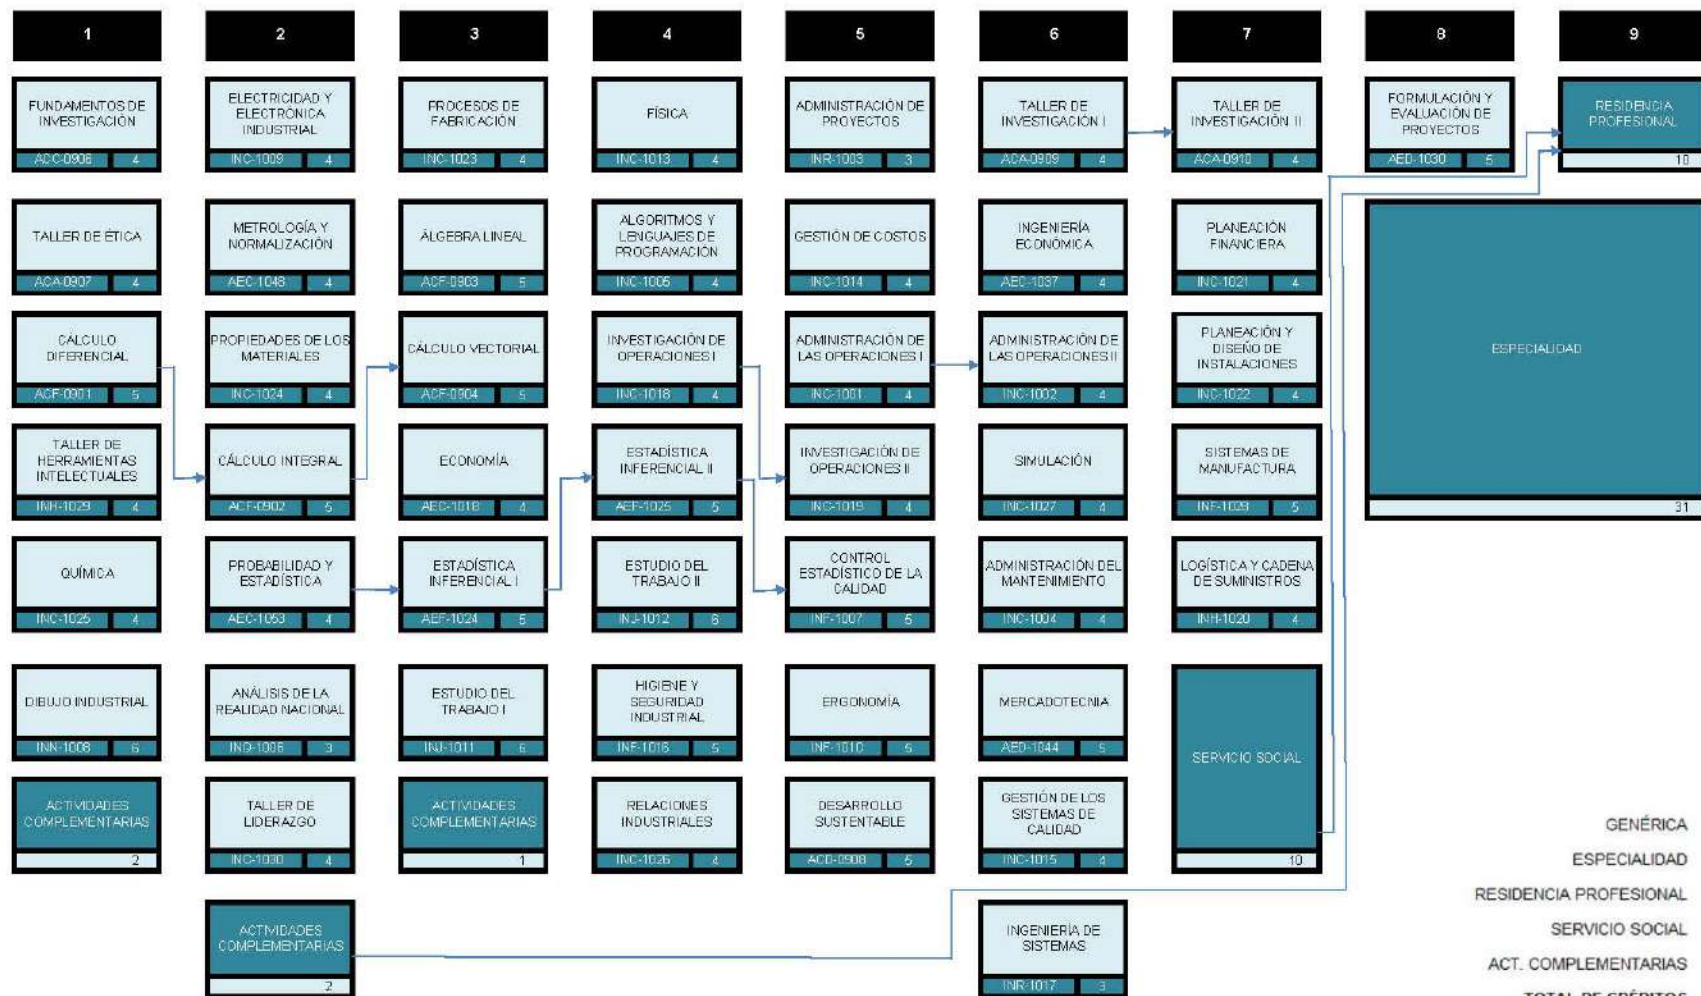 1
2
3
4
5
6
7
8
9
FUNDAMENTOS DE
INVESTIGACIÓN
ACC-0906 4
ELECTRICIDAD Y
ELECTRÓNICA
INDUSTRIAL
INC-1009 4
PROCESOS DE
FABRICACIÓN
INC-1023 4
FÍSICA
INC-1013 4
ADMINISTRACIÓN DE
PROYECTOS
INR-1003 3
TALLER DE
INVESTIGACIÓN I
ACA-0909 4
TALLER DE
INVESTIGACIÓN II
ACA-0910 4
FORMULACIÓN Y
EVALUACIÓN DE
PROYECTOS
AED-1030 5
RESIDENCIA
PROFESIONAL
10
TALLER DE ÉTICA
ACA-0907 4
METROLOGÍA Y
NORMALIZACIÓN
AEC-1048 4
ÁLGEBRA LINEAL
ACF-0903 5
ALGORITMOS Y
LENGUAJES DE
PROGRAMACIÓN
INC-1005 4
GESTIÓN DE COSTOS
INC-1014 4
INGENIERÍA
ECONÓMICA
AEC-1037 4
PLANEACIÓN
FINANCIERA
INC-1021 4
ESPECIALIDAD
31
CÁLCULO
DIFERENCIAL
ACF-0901 5
PROPIEDADES DE LOS
MATERIALES
INC-1024 4
CÁLCULO VECTORIAL
ACF-0904 5
INVESTIGACIÓN DE
OPERACIONES I
INC-1018 4
ADMINISTRACIÓN DE
LAS OPERACIONES I
INC-1001 4
ADMINISTRACIÓN DE
LAS OPERACIONES II
INC-1002 4
PLANEACIÓN Y
DISEÑO DE
INSTALACIONES
INC-1022 4
TALLER DE
HERRAMIENTAS
INTELECTUALES
INH-1029 4
CÁLCULO INTEGRAL
ACF-0902 5
ECONOMÍA
AEC-1018 4
ESTADÍSTICA
INFERENCIAL II
AEF-1025 5
INVESTIGACIÓN DE
OPERACIONES II
INC-1019 4
SIMULACIÓN
INC-1027 4
SISTEMAS DE
MANUFACTURA
INF-1028 5
QUÍMICA
INC-1025 4
PROBABILIDAD Y
ESTADÍSTICA
AEC-1053 4
ESTADÍSTICA
INFERENCIAL I
AEF-1024 5
ESTUDIO DEL
TRABAJO II
INJ-1012 6
CONTROL
ESTADÍSTICO DE LA
CALIDAD
INF-1007 5
ADMINISTRACIÓN DEL
MANTENIMIENTO
INC-1004 4
LOGÍSTICA Y CADENA
DE SUMINISTROS
INH-1020 4
DIBUJO INDUSTRIAL
INN-1008 6
ANÁLISIS DE LA
REALIDAD NACIONAL
INQ-1006 3
ESTUDIO DEL
TRABAJO I
INJ-1011 6
HIGIENE Y
SEGURIDAD
INDUSTRIAL
INF-1016 5
ERGONOMÍA
INF-1010 5
MERCADOTECNIA
AED-1044 5
SERVICIO SOCIAL
10
ACTIVIDADES
COMPLEMENTARIAS
2
TALLER DE
LIDERAZGO
INC-1030 4
ACTIVIDADES
COMPLEMENTARIAS
1
RELACIONES
INDUSTRIALES
INC-1026 4
DESARROLLO
SUSTENTABLE
ACD-0908 5
GESTIÓN DE LOS
SISTEMAS DE
CALIDAD
INC-1015 4
ACTIVIDADES
COMPLEMENTARIAS
2
INGENIERÍA DE
SISTEMAS
INR-1017 3
GENÉRICA
ESPECIALIDAD
RESIDENCIA PROFESIONAL
SERVICIO SOCIAL
ACT. COMPLEMENTARIAS
TOTAL DE CRÉDITOS